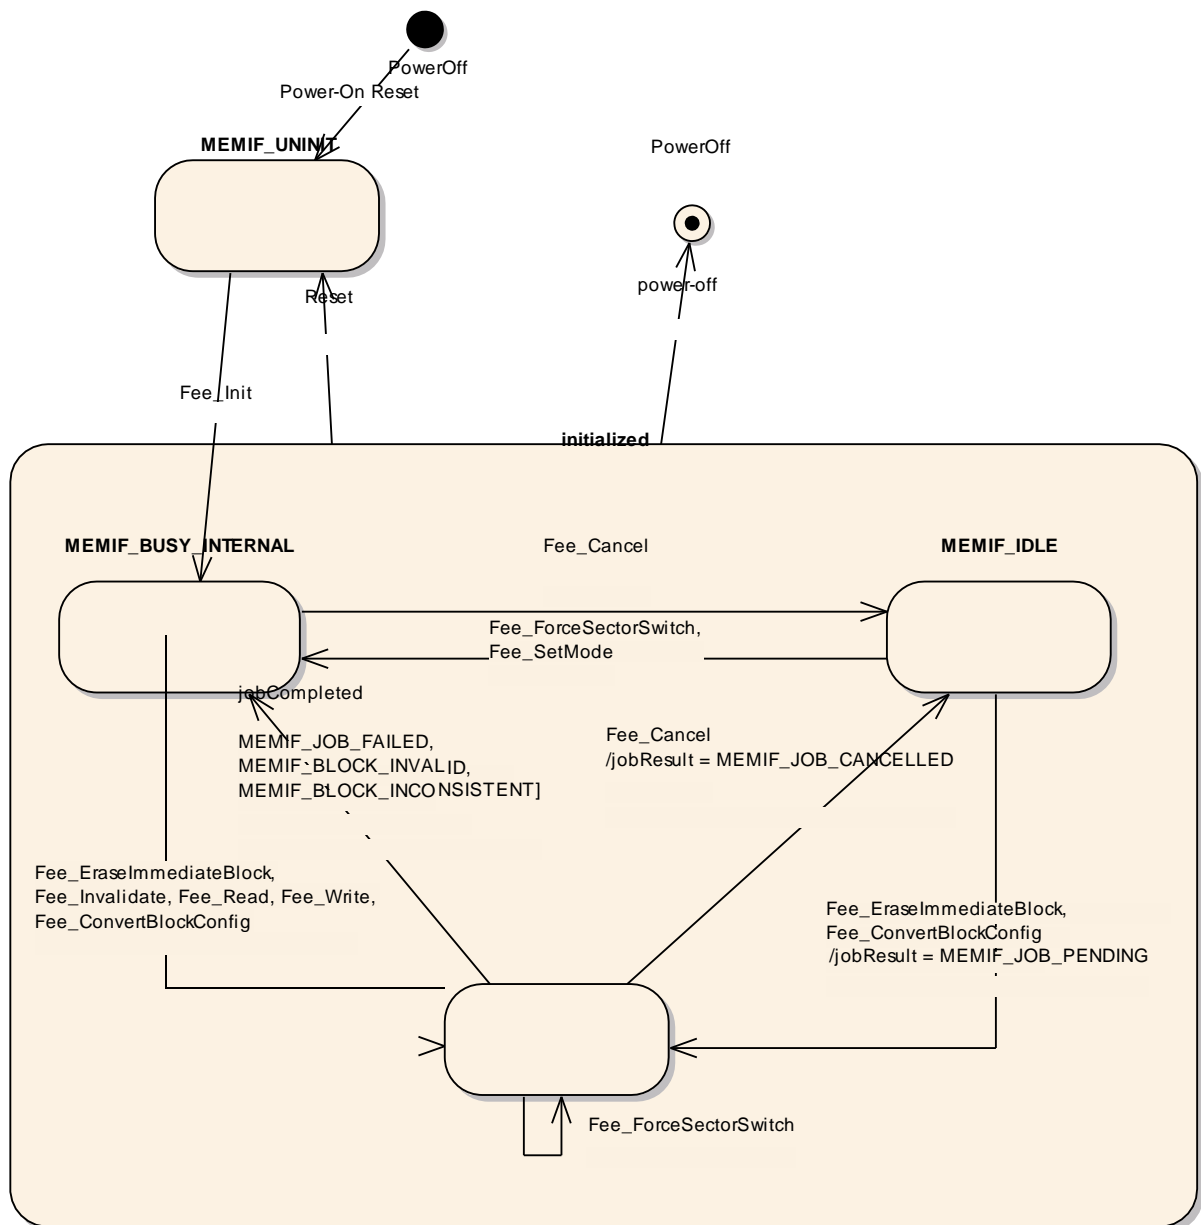 PowerOff
Power-On Reset
MEMIF_UNINIT
PowerOff
Reset
power-off
Fee_Init
initialized
MEMIF_BUSY_INTERNAL
Fee_Cancel
MEMIF_IDLE
Fee_ForceSectorSwitch,
Fee_SetMode
jobCompleted
MEMIF_JOB_FAILED,
MEMIF_BLOCK_INVALID,
MEMIF_BLOCK_INCONSISTENT]
Fee_Cancel
/jobResult = MEMIF_JOB_CANCELLED
Fee_EraseImmediateBlock,
Fee_Invalidate, Fee_Read, Fee_Write,
Fee_ConvertBlockConfig
Fee_EraseImmediateBlock,
Fee_ConvertBlockConfig
/jobResult = MEMIF_JOB_PENDING
Fee_ForceSectorSwitch